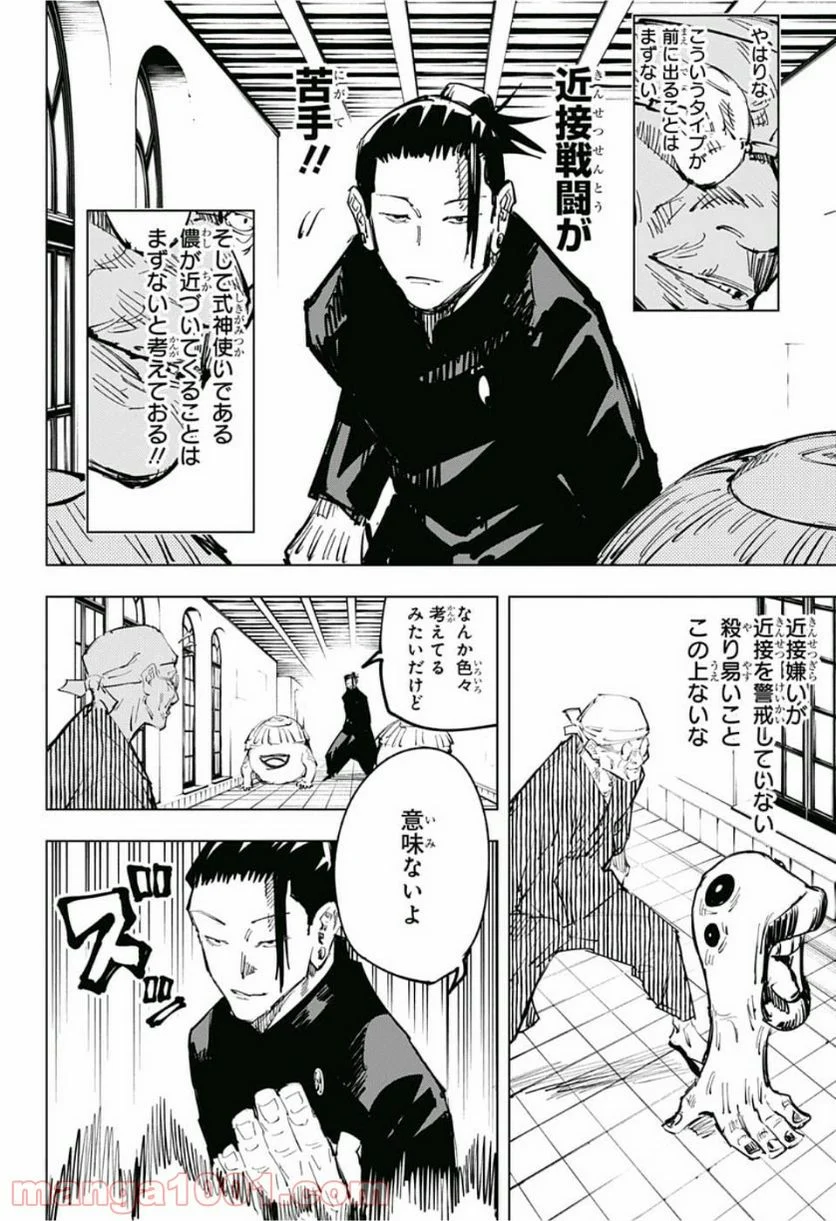 やはりな
こういうタイプが
前に出ることは
まずない
近接戦闘が
苦手!!
そして式神使いである
儂が近づいてくることは
まずないと考えておる!!
近接嫌いが
近接を警戒していない
殺り易いこと
この上ないな
なんか色々
考えてる
みたいだけど
意味ないよ
ズズッ
manga1001.com